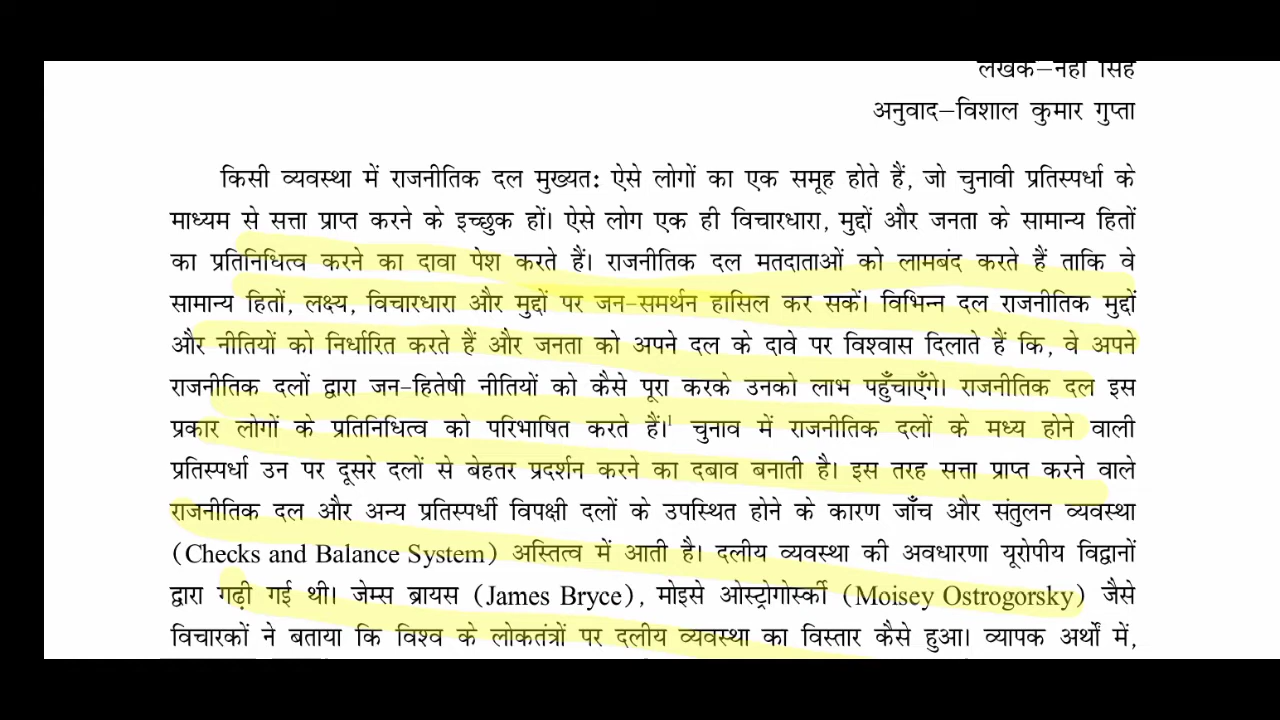 लेखक–नेहा सिंह
अनुवाद–विशाल कुमार गुप्ता
किसी व्यवस्था में राजनीतिक दल मुख्यत: ऐसे लोगों का एक समूह होते हैं, जो चुनावी प्रतिस्पर्धा के
माध्यम से सत्ता प्राप्त करने के इच्छुक हों। ऐसे लोग एक ही विचारधारा, मुद्दों और जनता के सामान्य हितों
का प्रतिनिधित्व करने का दावा पेश करते हैं। राजनीतिक दल मतदाताओं को लामबंद करते हैं ताकि वे
सामान्य हितों, लक्ष्य, विचारधारा और मुद्दों पर जन-समर्थन हासिल कर सकें। विभिन्न दल राजनीतिक मुद्दों
और नीतियों को निर्धारित करते हैं और जनता को अपने दल के दावे पर विश्वास दिलाते हैं कि, वे अपने
राजनीतिक दलों द्वारा जन-हितेषी नीतियों को कैसे पूरा करके उनको लाभ पहुँचाएँगे। राजनीतिक दल इस
प्रकार लोगों के प्रतिनिधित्व को परिभाषित करते हैं।¹ चुनाव में राजनीतिक दलों के मध्य होने वाली
प्रतिस्पर्धा उन पर दूसरे दलों से बेहतर प्रदर्शन करने का दबाव बनाती है। इस तरह सत्ता प्राप्त करने वाले
राजनीतिक दल और अन्य प्रतिस्पर्धी विपक्षी दलों के उपस्थित होने के कारण जाँच और संतुलन व्यवस्था
(Checks and Balance System) अस्तित्व में आती है। दलीय व्यवस्था की अवधारणा यूरोपीय विद्वानों
द्वारा गढ़ी गई थी। जेम्स ब्रायस (James Bryce), मोइसे ओस्ट्रोगोर्स्की (Moisey Ostrogorsky) जैसे
विचारकों ने बताया कि विश्व के लोकतंत्रों पर दलीय व्यवस्था का विस्तार कैसे हुआ। व्यापक अर्थों में,